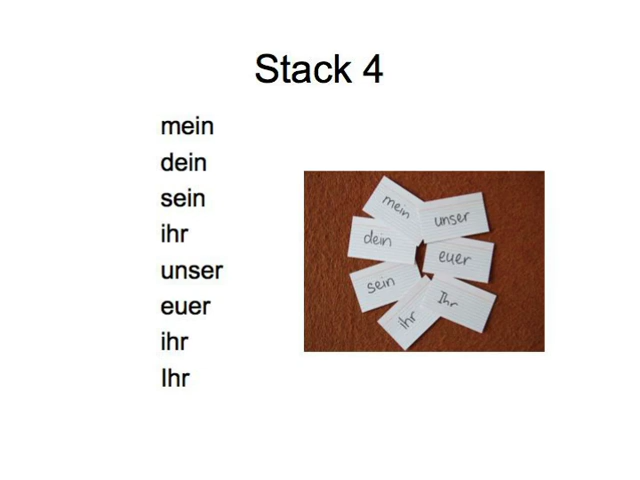 Stack 4
mein
dein
sein
ihr
unser
euer
ihr
Ihr
mein
unser
dein
euer
sein
Ihr
ihr